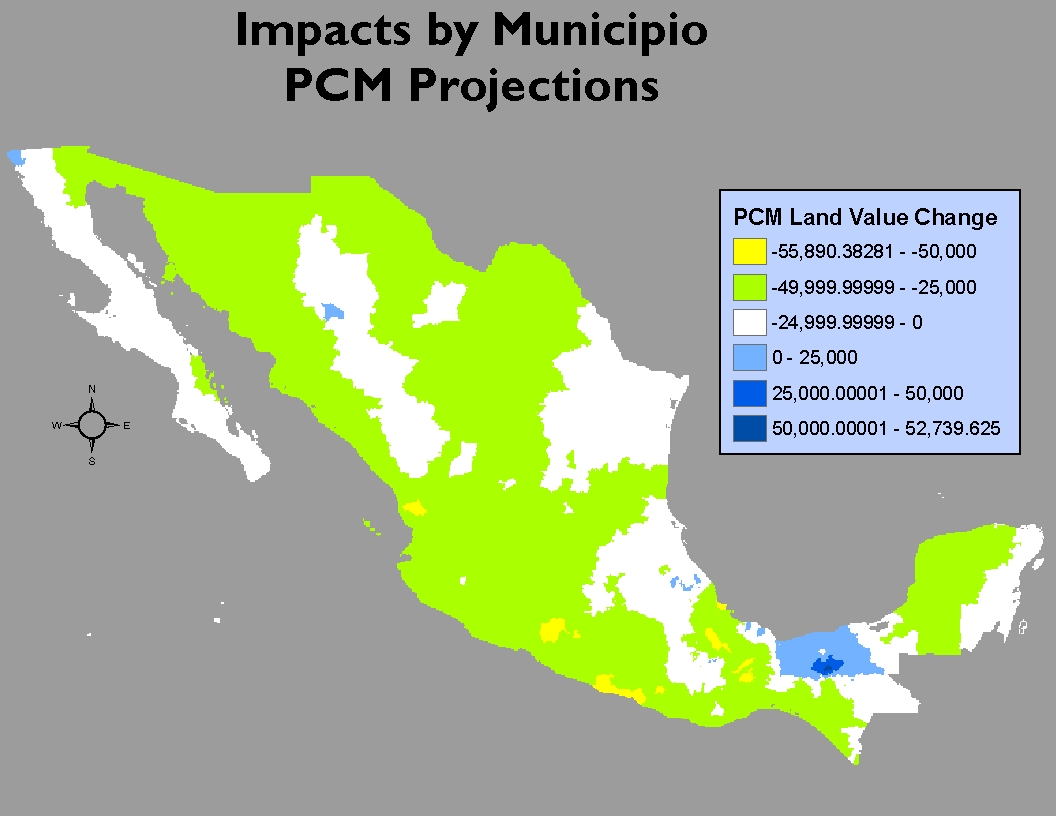 Impacts by Municipio
PCM Projections
PCM Land Value Change
-55,890.38281 - -50,000
-49,999.99999 - -25,000
-24,999.99999 - 0
0 - 25,000
25,000.00001 - 50,000
50,000.00001 - 52,739.625
N
W E
S